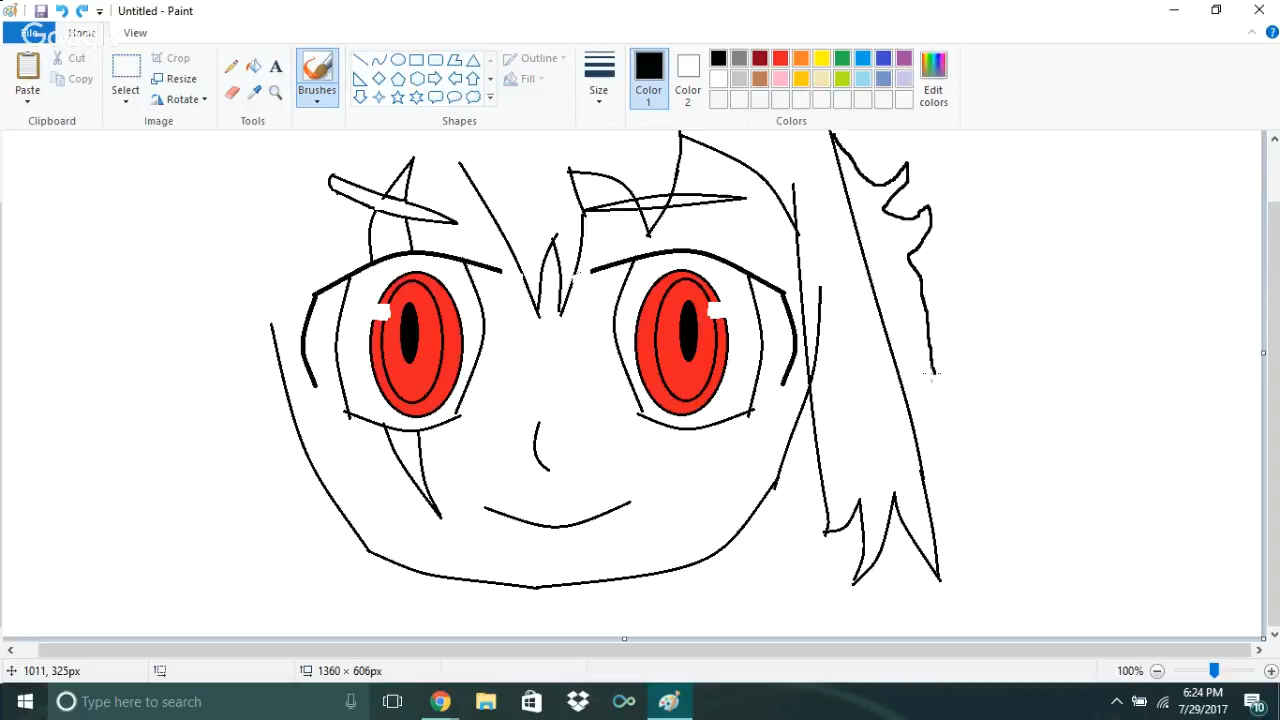 Untitled - Paint
File Home View
Google
Cut
Crop
Outline
Copy
Resize
Fill
Paste
Select
Rotate
Brushes
Size
Color 1
Color 2
Edit colors
Clipboard
Image
Tools
Shapes
Colors
1011, 325px
1360 × 606px
100%
Type here to search
6:24 PM
7/29/2017
10